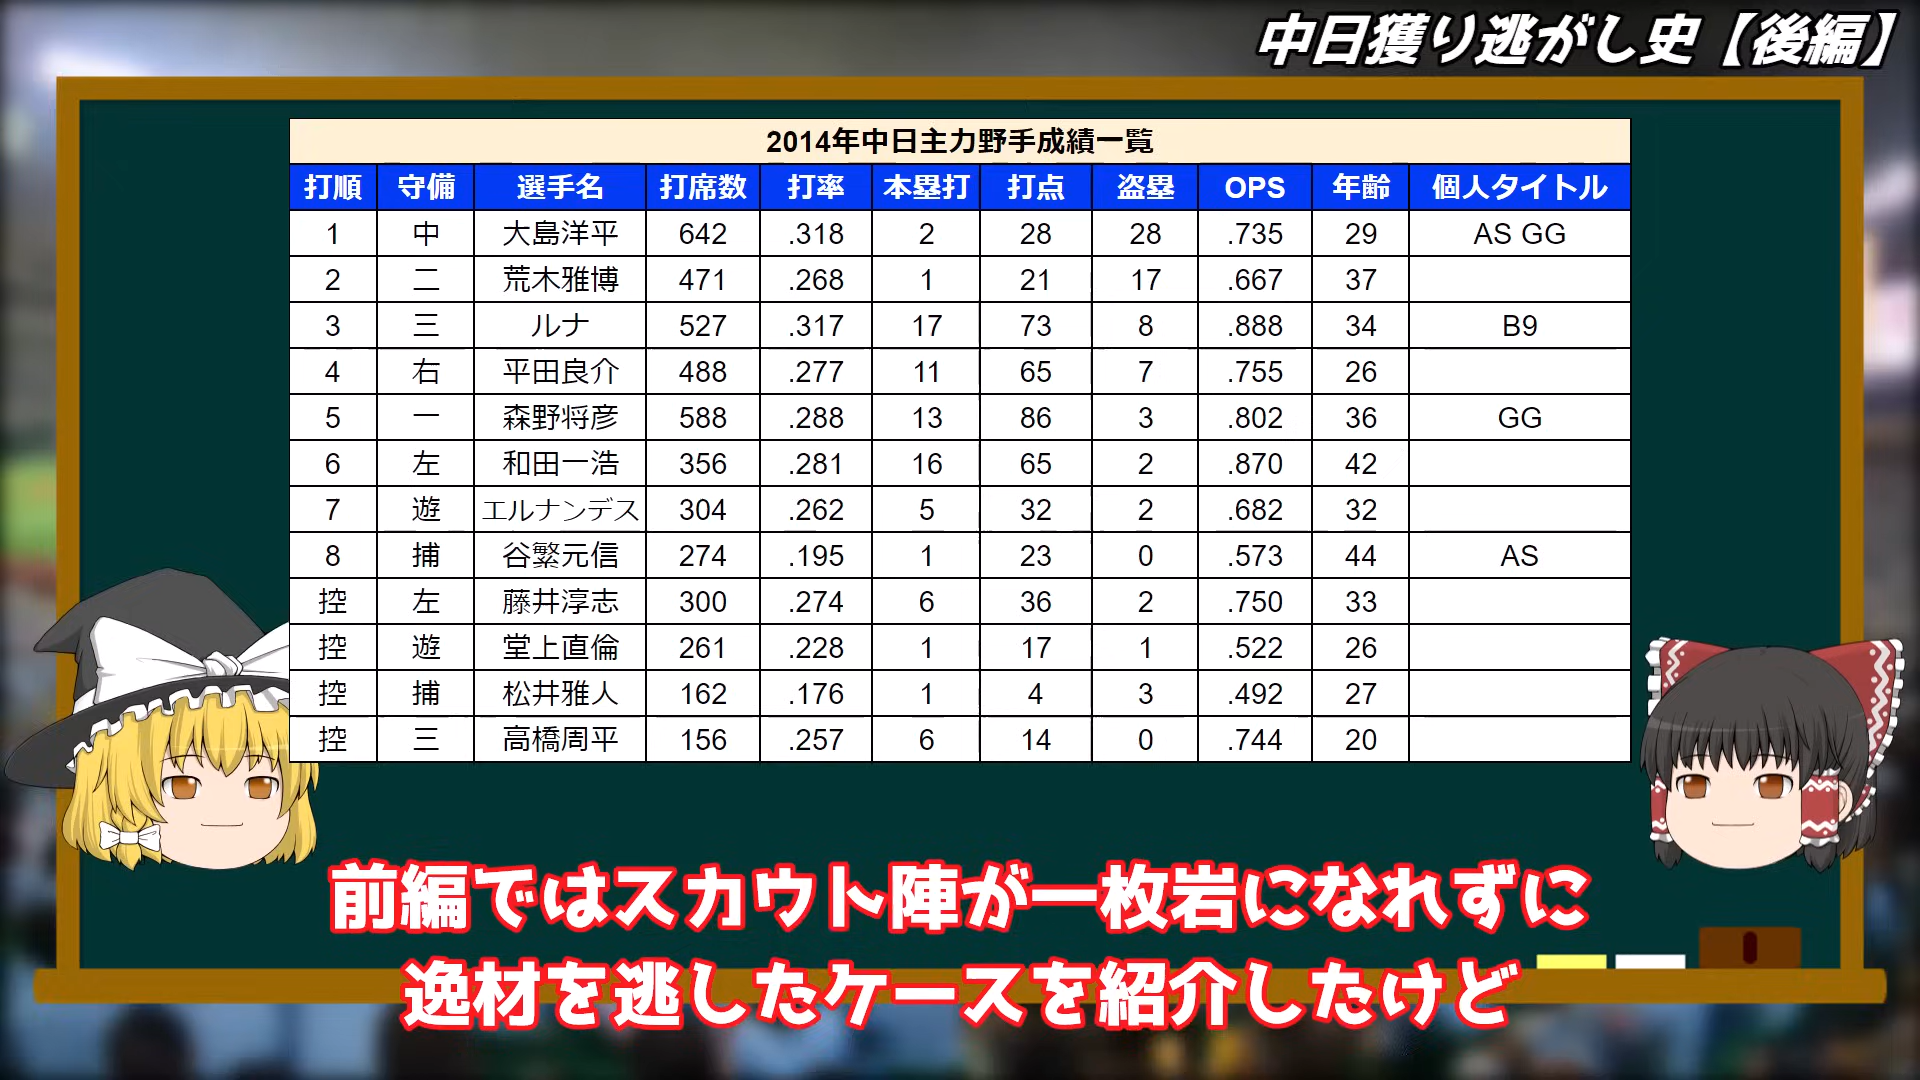 中日獲り逃がし史【後編】
2014年中日主力野手成績一覧
打順 守備 選手名 打席数 打率 本塁打 打点 盗塁 OPS 年齢 個人タイトル
1 中 大島洋平 642 .318 2 28 28 .735 29 AS GG
2 二 荒木雅博 471 .268 1 21 17 .667 37
3 三 ルナ 527 .317 17 73 8 .888 34 B9
4 右 平田良介 488 .277 11 65 7 .755 26
5 一 森野将彦 588 .288 13 86 3 .802 36 GG
6 左 和田一浩 356 .281 16 65 2 .870 42
7 遊 エルナンデス 304 .262 5 32 2 .682 32
8 捕 谷繁元信 274 .195 1 23 0 .573 44 AS
控 左 藤井淳志 300 .274 6 36 2 .750 33
控 遊 堂上直倫 261 .228 1 17 1 .522 26
控 捕 松井雅人 162 .176 1 4 3 .492 27
控 三 高橋周平 156 .257 6 14 0 .744 20
前編ではスカウト陣が一枚岩になれずに
逸材を逃したケースを紹介したけど